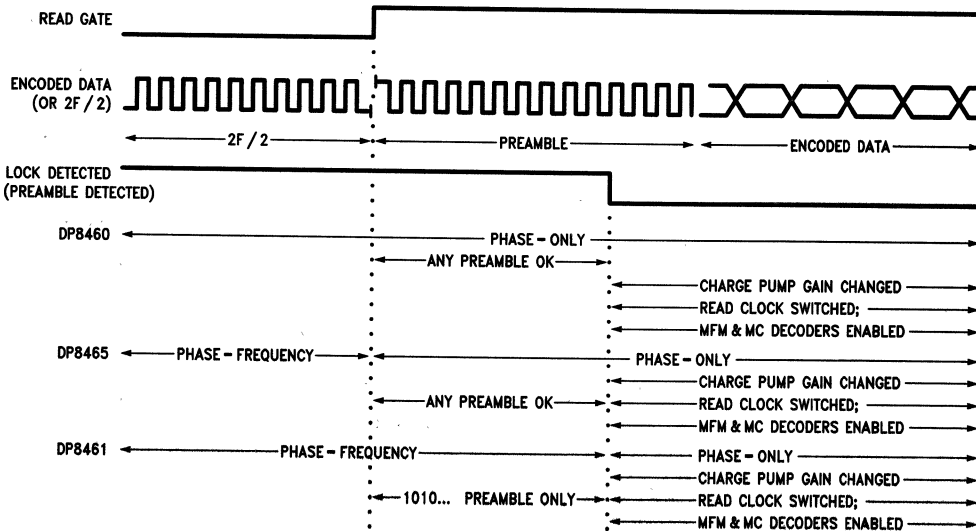 READ GATE
ENCODED DATA
(OR 2F / 2)
2F / 2
PREAMBLE
ENCODED DATA
LOCK DETECTED
(PREAMBLE DETECTED)
DP8460
PHASE - ONLY
ANY PREAMBLE OK
CHARGE PUMP GAIN CHANGED
READ CLOCK SWITCHED;
MFM & MC DECODERS ENABLED
DP8465
PHASE - FREQUENCY
PHASE - ONLY
CHARGE PUMP GAIN CHANGED
ANY PREAMBLE OK
READ CLOCK SWITCHED;
MFM & MC DECODERS ENABLED
DP8461
PHASE - FREQUENCY
PHASE - ONLY
CHARGE PUMP GAIN CHANGED
1010... PREAMBLE ONLY
READ CLOCK SWITCHED;
MFM & MC DECODERS ENABLED